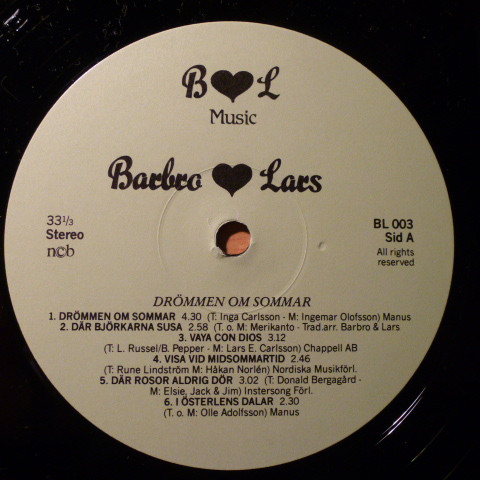 B♥L
Music
Barbro ♥ Lars
33 1/3
Stereo
ncb
BL 003
Sid A
All rights
reserved
DRÖMMEN OM SOMMAR
1. DRÖMMEN OM SOMMAR 4.30 (T: Inga Carlsson - M: Ingemar Olofsson) Manus
2. DÄR BJÖRKARNA SUSA 2.58 (T. o. M: Merikanto - Trad.arr. Barbro & Lars
3. VAYA CON DIOS 3.12
(T: L. Russel/B. Pepper - M: Lars E. Carlsson) Chappell AB
4. VISA VID MIDSOMMARTID 2.46
(T: Rune Lindström M: Håkan Norlén) Nordiska Musikförl.
5. DÄR ROSOR ALDRIG DÖR 3.02 (T: Donald Bergagård -
M: Elsie, Jack & Jim) Instersong Förl.
6. I ÖSTERLENS DALAR 2.30
(T. o. M: Olle Adolfsson) Manus